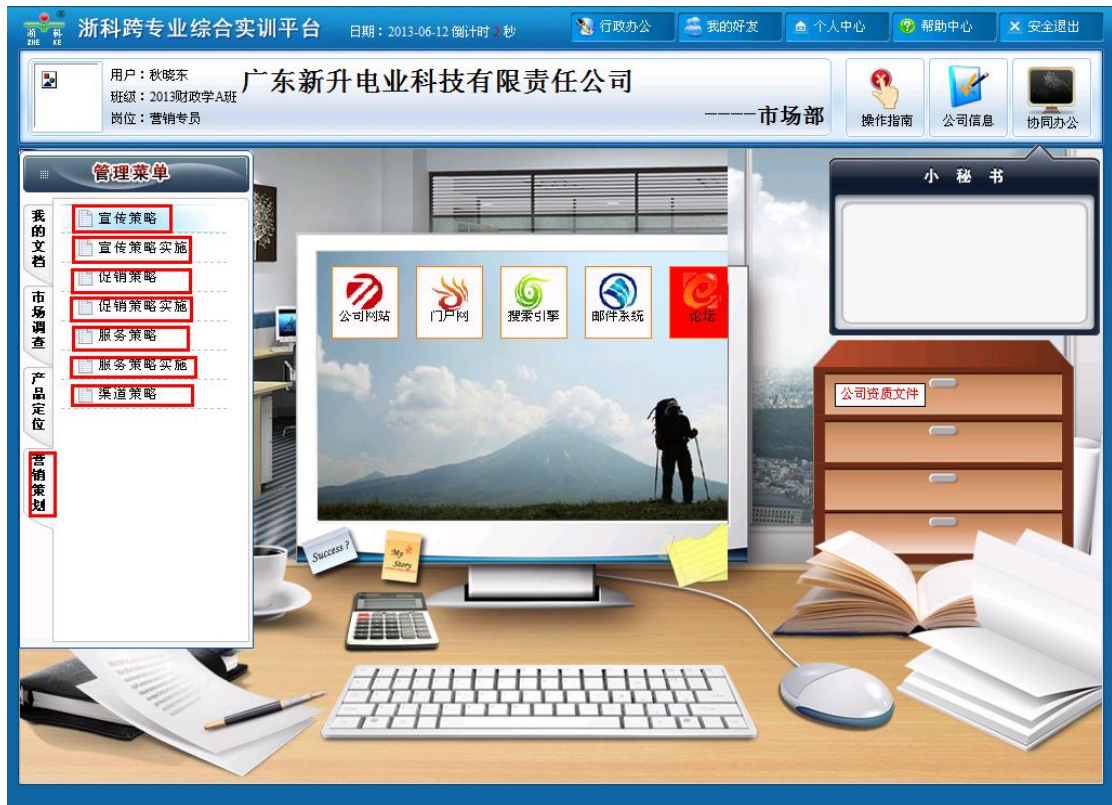 浙科
ZHE KE
浙科跨专业综合实训平台
日期：2013-06-12 倒计时 2 秒
行政办公
我的好友
个人中心
帮助中心
安全退出
用户：秋晓东
班级：2013财政学A班
岗位：营销专员
广东新升电业科技有限责任公司
----市场部
操作指南
公司信息
协同办公
管理菜单
我的文档
市场调查
产品定位
营销策划
宣传策略
宣传策略实施
促销策略
促销策略实施
服务策略
服务策略实施
渠道策略
公司网站
门户网
搜索引擎
邮件系统
论坛
小 秘 书
公司资质文件
Success?
My
Story